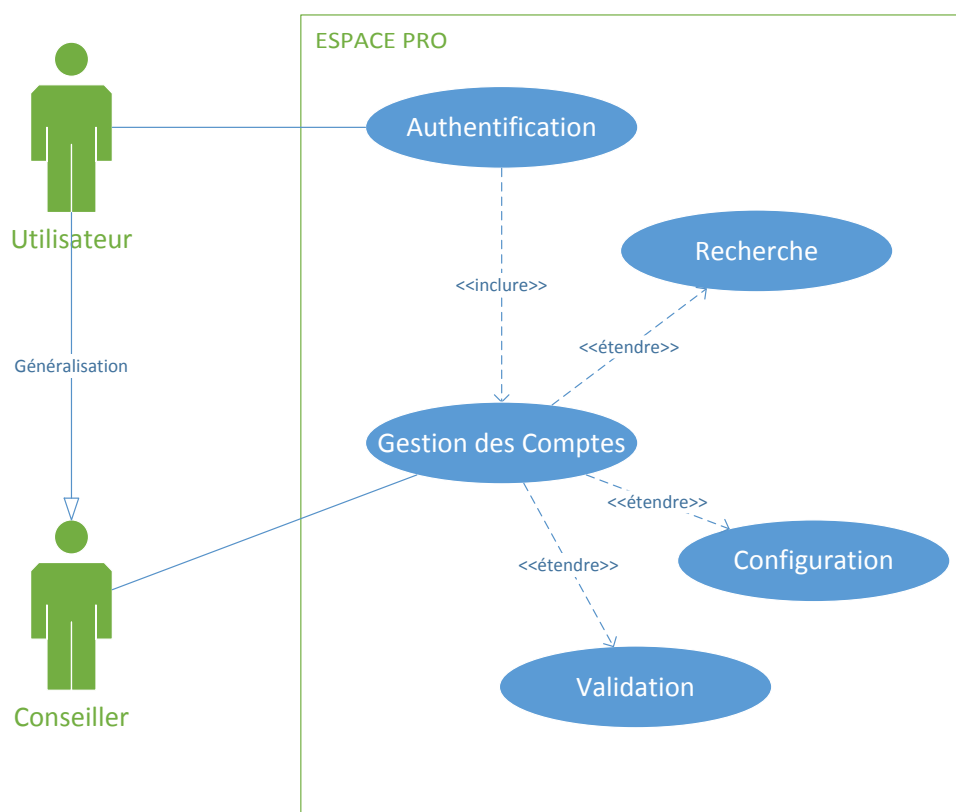 ESPACE PRO
Authentification
Utilisateur
Recherche
<<inclure>>
<<étendre>>
Généralisation
Gestion des Comptes
<<étendre>>
Configuration
<<étendre>>
Validation
Conseiller